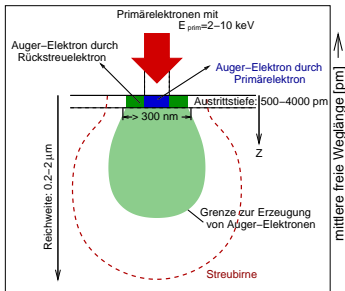 Primärelektronen mit
E prim=2−10 keV
Auger−Elektron durch
Rückstreuelektron
Auger−Elektron durch
Primärelektron
Austrittstiefe: 500−4000 pm
> 300 nm
Z
Reichweite: 0.2−2 μm
Grenze zur Erzeugung
von Auger−Elektronen
Streubirne
mittlere freie Weglänge [pm]